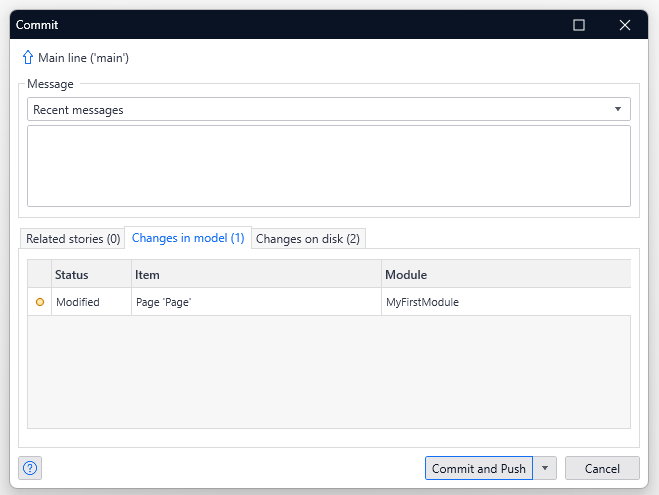 Commit
Main line ('main')
Message
Recent messages
Related stories (0) Changes in model (1) Changes on disk (2)
Status Item Module
Modified Page 'Page' MyFirstModule
? Commit and Push Cancel